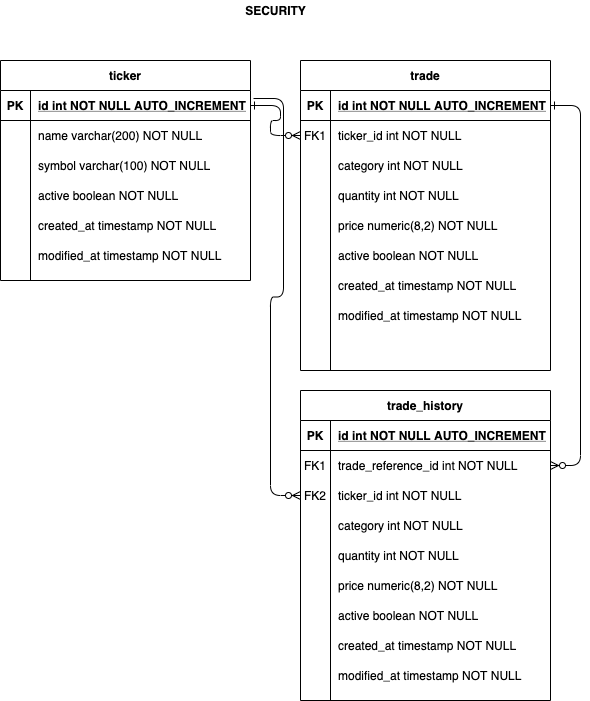 SECURITY
ticker
PK id int NOT NULL AUTO_INCREMENT
name varchar(200) NOT NULL
symbol varchar(100) NOT NULL
active boolean NOT NULL
created_at timestamp NOT NULL
modified_at timestamp NOT NULL
trade
PK id int NOT NULL AUTO_INCREMENT
FK1 ticker_id int NOT NULL
category int NOT NULL
quantity int NOT NULL
price numeric(8,2) NOT NULL
active boolean NOT NULL
created_at timestamp NOT NULL
modified_at timestamp NOT NULL
trade_history
PK id int NOT NULL AUTO_INCREMENT
FK1 trade_reference_id int NOT NULL
FK2 ticker_id int NOT NULL
category int NOT NULL
quantity int NOT NULL
price numeric(8,2) NOT NULL
active boolean NOT NULL
created_at timestamp NOT NULL
modified_at timestamp NOT NULL